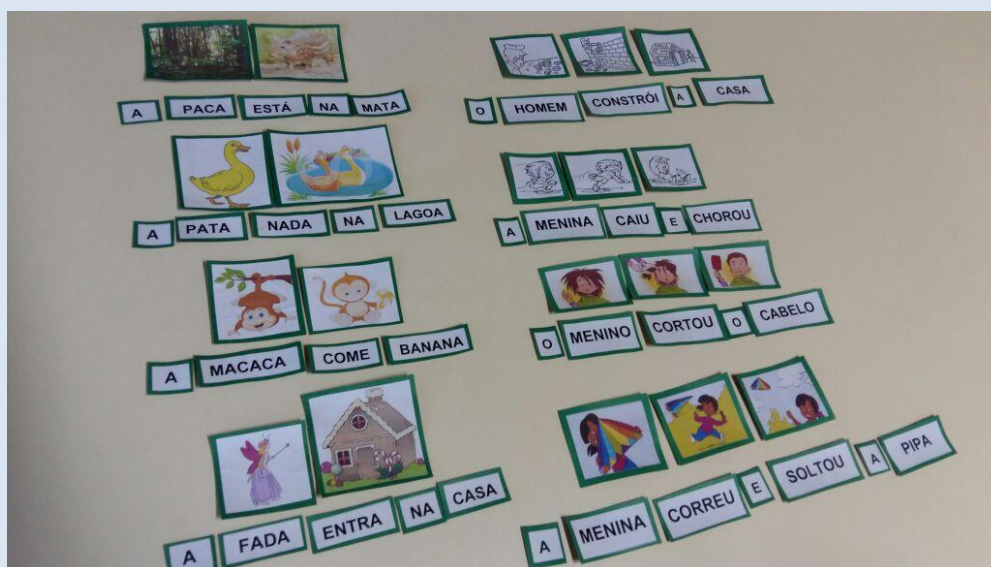 A PACA ESTÁ NA MATA
A PATA NADA NA LAGOA
A MACACA COME BANANA
A FADA ENTRA NA CASA
O HOMEM CONSTRÓI A CASA
A MENINA CAIU E CHOROU
O MENINO CORTOU O CABELO
A MENINA CORREU E SOLTOU A PIPA